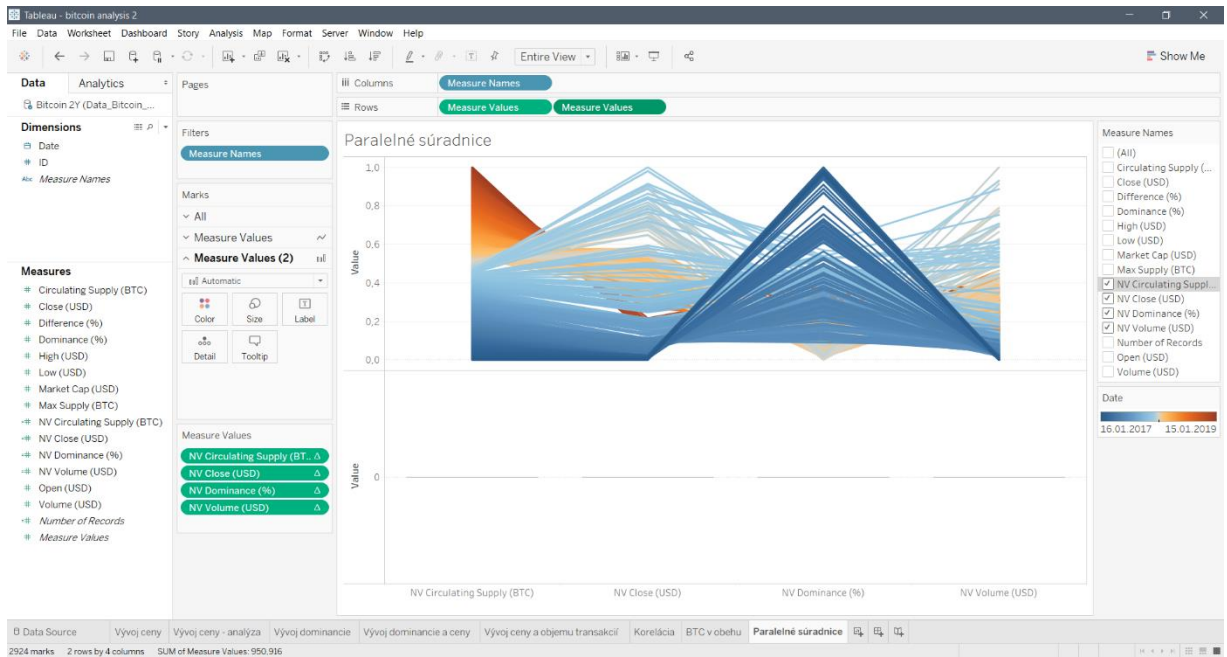 Tableau - bitcoin analysis 2
File Data Worksheet Dashboard Story Analysis Map Format Server Window Help
Entire View
Show Me
Data Analytics
Bitcoin 2Y (Data_Bitcoin_...
Dimensions
Date
ID
Abc Measure Names
Measures
Circulating Supply (BTC)
Close (USD)
Difference (%)
Dominance (%)
High (USD)
Low (USD)
Market Cap (USD)
Max Supply (BTC)
NV Circulating Supply (BTC)
NV Close (USD)
NV Dominance (%)
NV Volume (USD)
Open (USD)
Volume (USD)
Number of Records
Measure Values
Pages
Filters
Measure Names
Marks
All
Measure Values
Measure Values (2)
Automatic
Color Size Label
Detail Tooltip
Measure Values
NV Circulating Supply (BT.. Δ
NV Close (USD) Δ
NV Dominance (%) Δ
NV Volume (USD) Δ
Columns Measure Names
Rows Measure Values Measure Values
Paralelné súradnice
1,0
0,8
0,6
0,4
0,2
0,0
Value
0
Value
NV Circulating Supply (BTC) NV Close (USD) NV Dominance (%) NV Volume (USD)
Measure Names
(All)
Circulating Supply (...
Close (USD)
Difference (%)
Dominance (%)
High (USD)
Low (USD)
Market Cap (USD)
Max Supply (BTC)
NV Circulating Suppl...
NV Close (USD)
NV Dominance (%)
NV Volume (USD)
Number of Records
Open (USD)
Volume (USD)
Date
16.01.2017 15.01.2019
Data Source Vývoj ceny Vývoj ceny - analýza Vývoj dominancie Vývoj dominancie a ceny Vývoj ceny a objemu transakcií Korelácia BTC v obehu Paralelné súradnice
2924 marks 2 rows by 4 columns SUM of Measure Values: 950,916